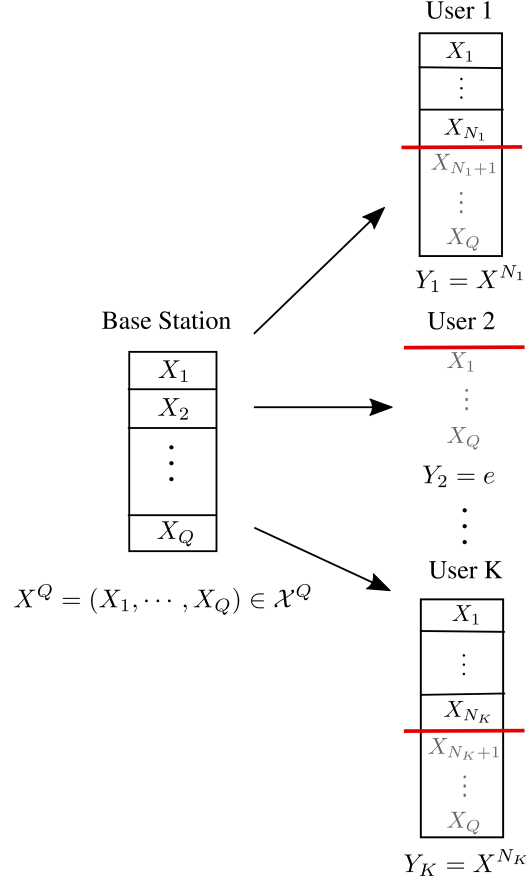 User 1
X_1
⋮
X_{N_1}
X_{N_1+1}
⋮
X_Q
Y_1 = X^{N_1}
Base Station
X_1
X_2
⋮
X_Q
X^Q = (X_1, ⋯ , X_Q) ∈ 𝒳^Q
User 2
X_1
⋮
X_Q
Y_2 = e
⋮
User K
X_1
⋮
X_{N_K}
X_{N_K+1}
⋮
X_Q
Y_K = X^{N_K}